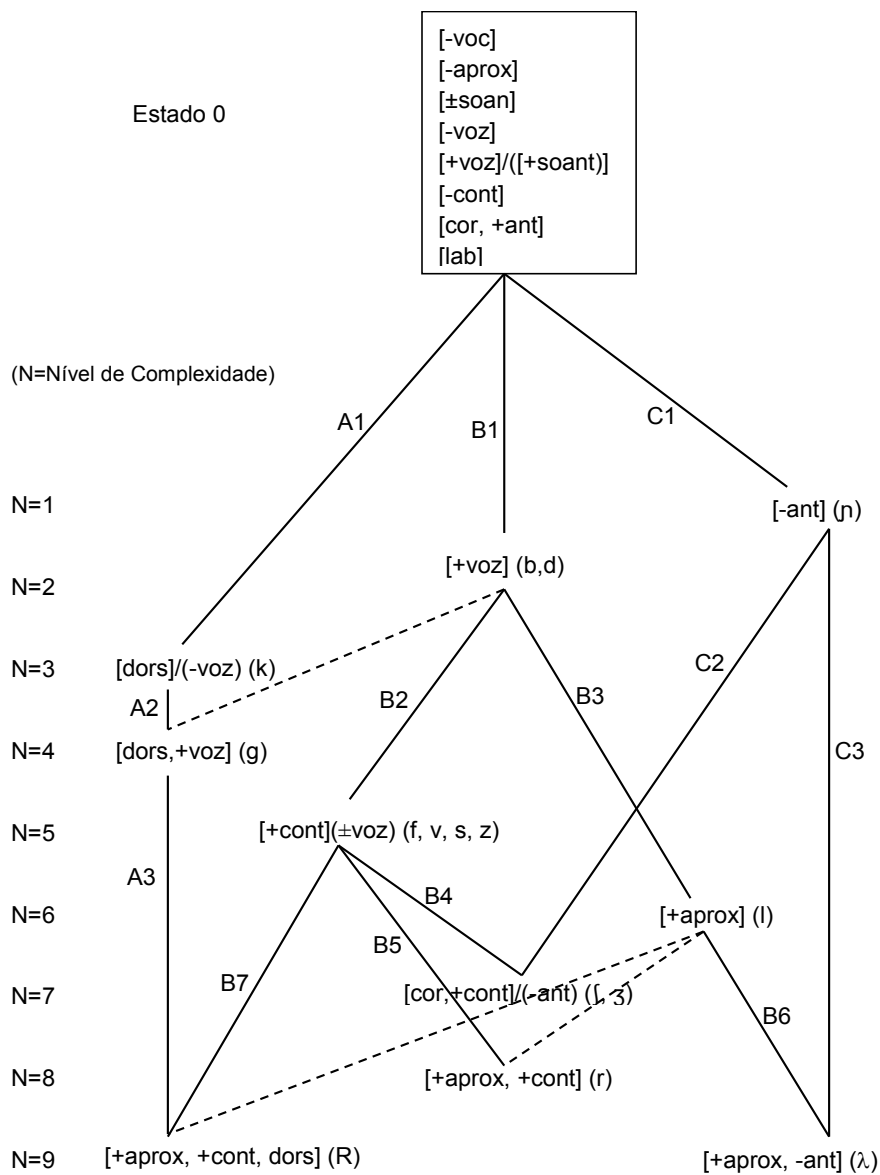 [-voc]
[-aprox]
[±soan]
Estado 0
[-voz]
[+voz]/([+soant)]
[-cont]
[cor, +ant]
[lab]
(N=Nível de Complexidade)
A1
B1
C1
N=1
[-ant] (ɲ)
N=2
[+voz] (b,d)
N=3
[dors]/(-voz) (k)
A2
B2
B3
C2
N=4
[dors,+voz] (g)
C3
N=5
[+cont](±voz) (f, v, s, z)
A3
B4
N=6
[+aprox] (l)
B5
B7
N=7
[cor,+cont]/(-ant) (ʃ, ʒ)
B6
N=8
[+aprox, +cont] (r)
N=9
[+aprox, +cont, dors] (R)
[+aprox, -ant] (λ)